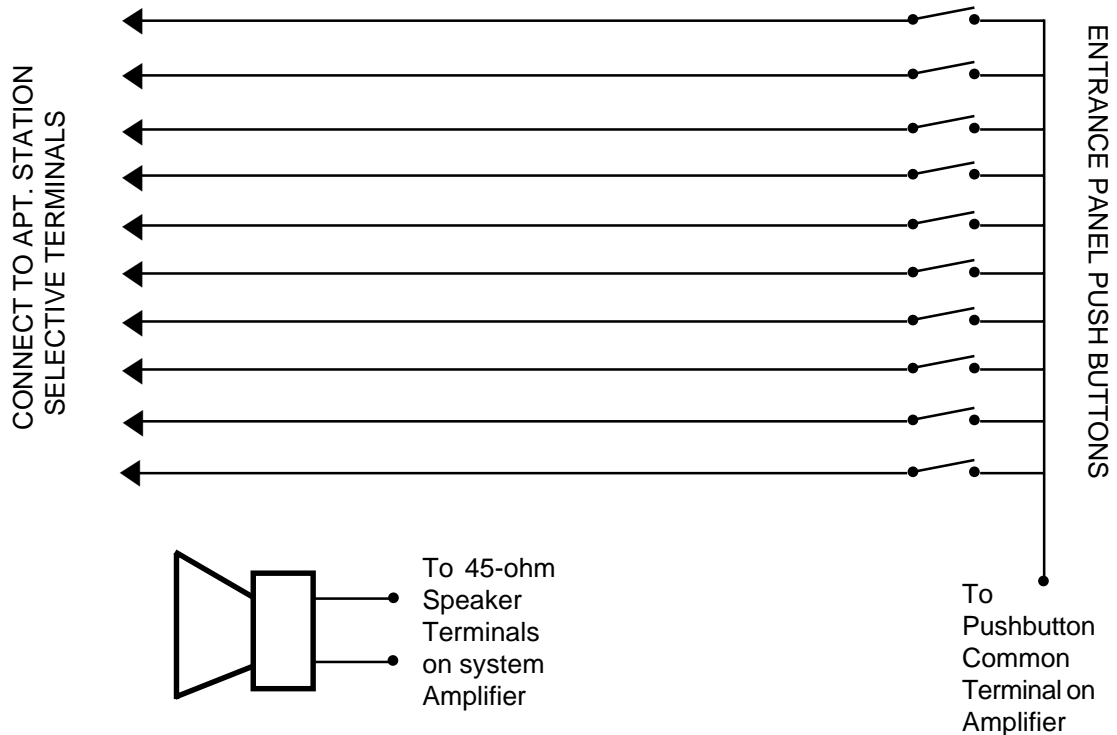 CONNECT TO APT. STATION
SELECTIVE TERMINALS
ENTRANCE PANEL PUSH BUTTONS
To 45-ohm
Speaker
Terminals
on system
Amplifier
To
Pushbutton
Common
Terminal on
Amplifier